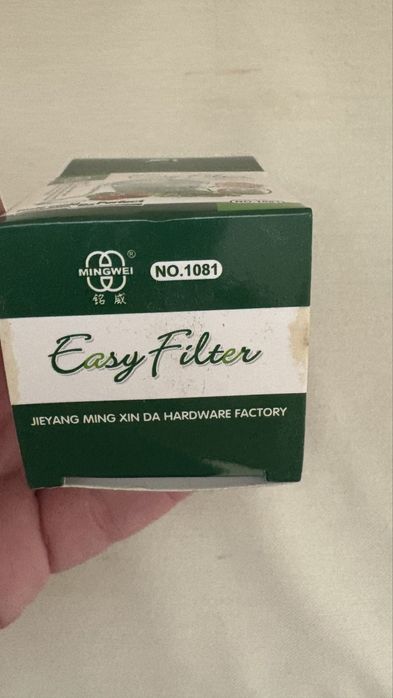 ®
MINGWEI
铭 威
NO.1081
Easy Filter
JIEYANG MING XIN DA HARDWARE FACTORY